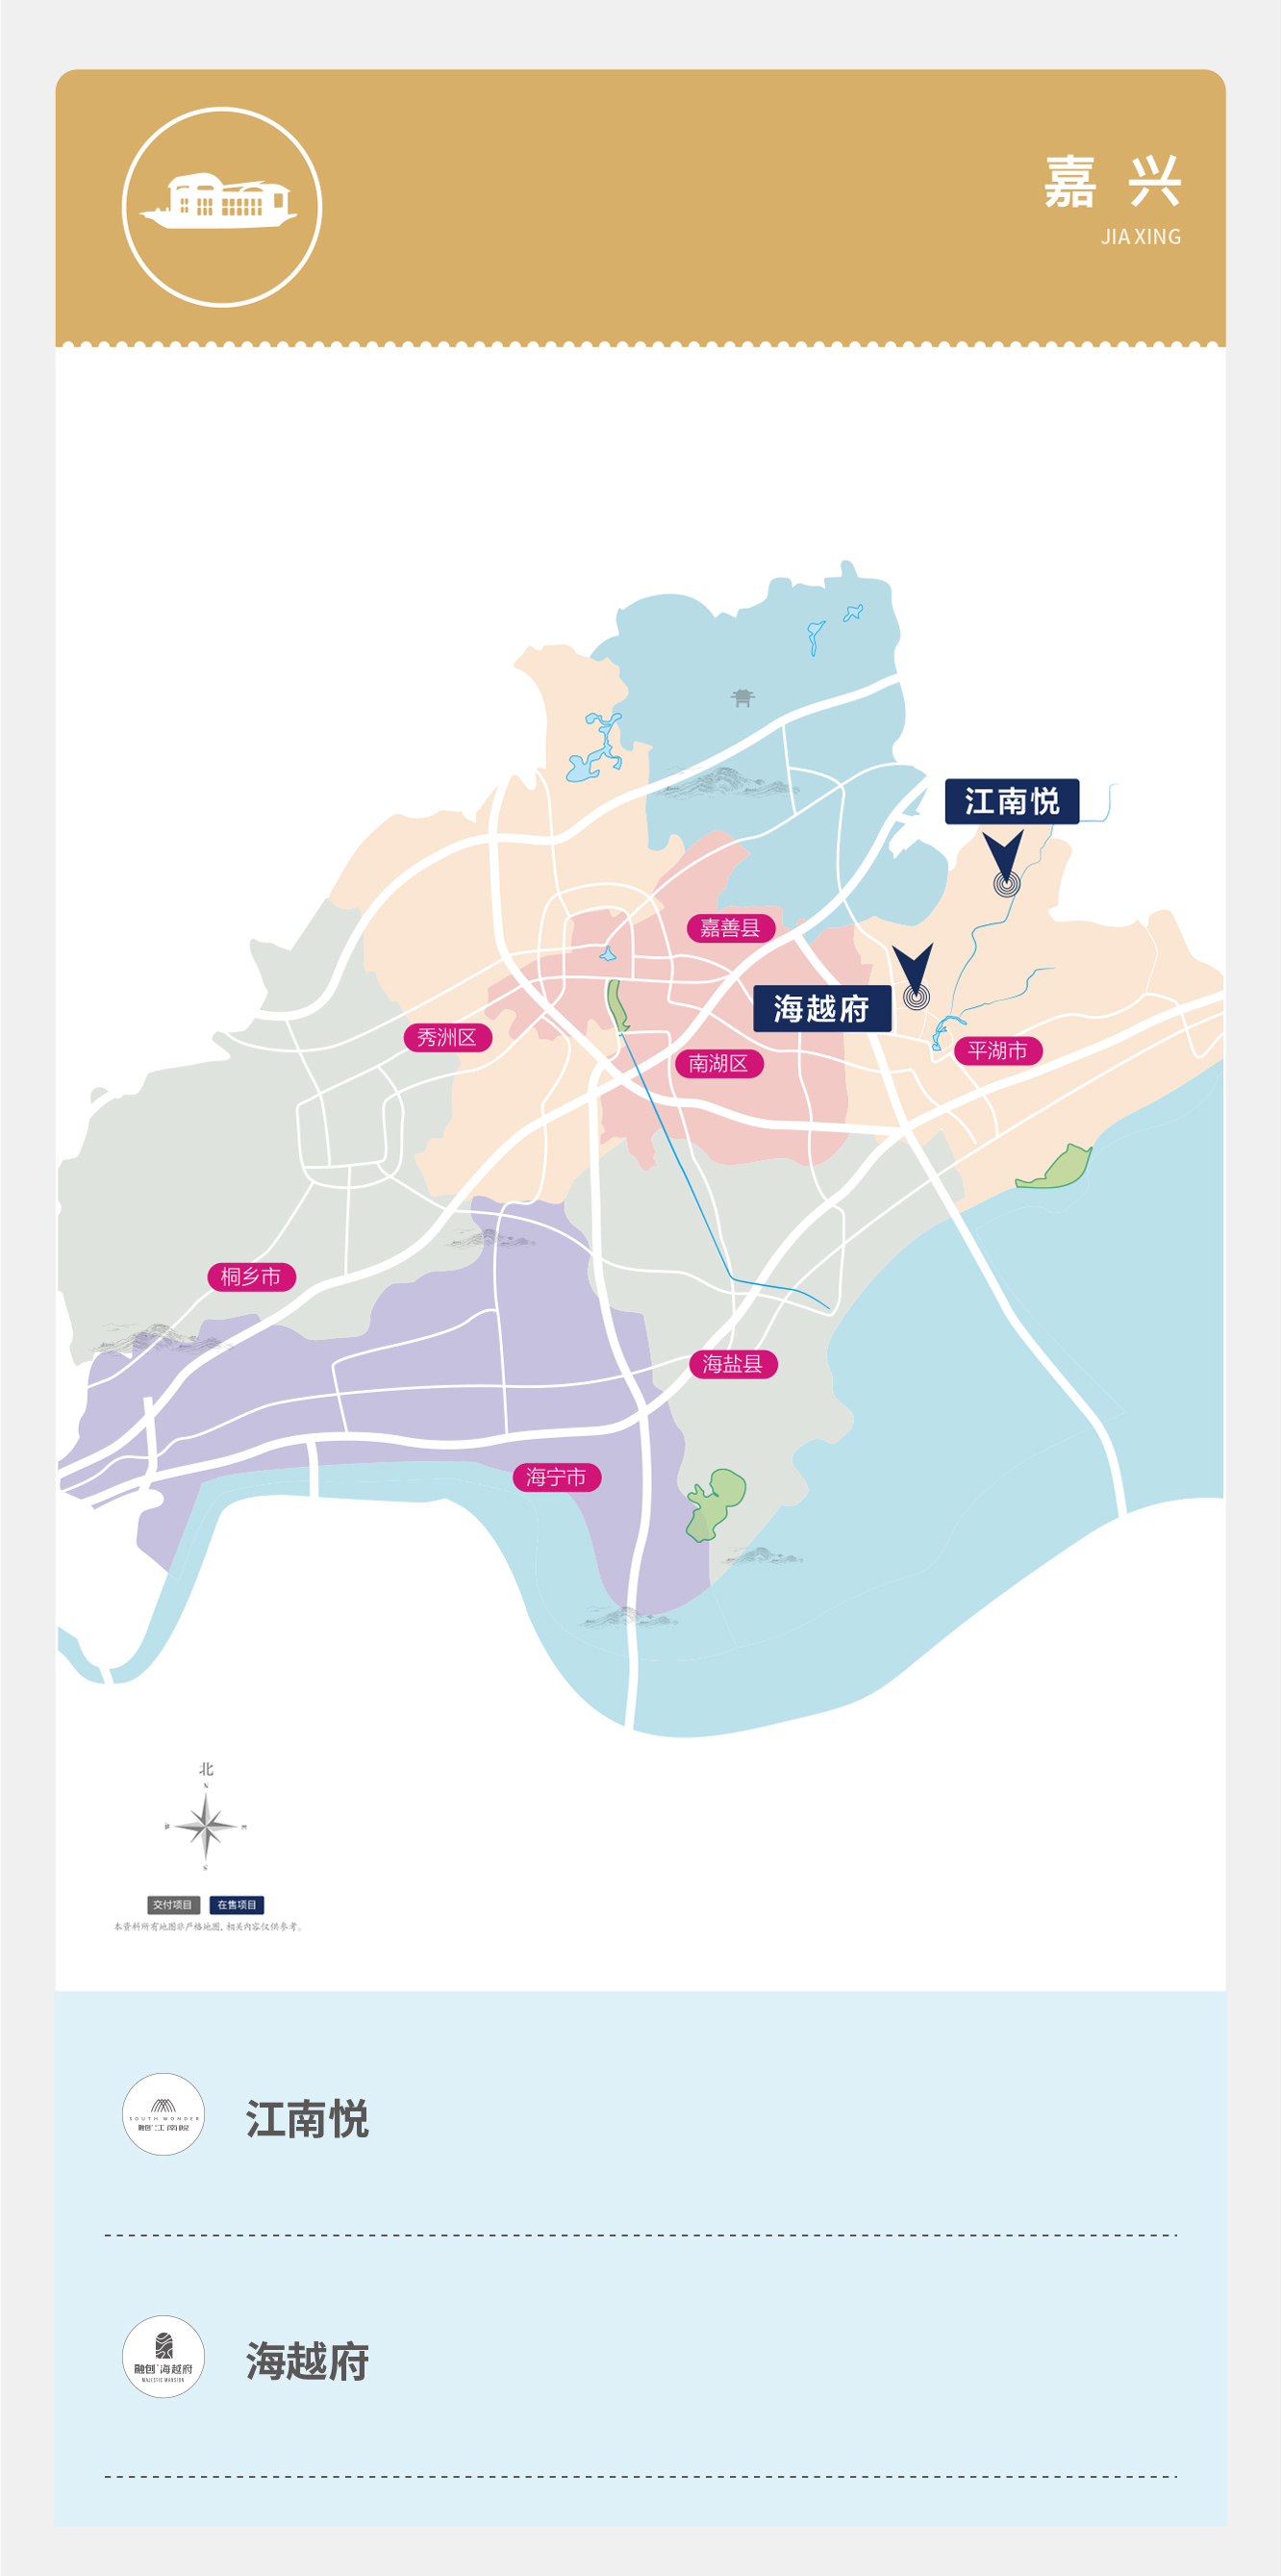 嘉兴
JIA XING
江南悦
嘉善县
海越府
秀洲区
平湖市
南湖区
桐乡市
海盐县
海宁市
北
N
S
交付项目
在售项目
本资料所有地图非严格地图，相关内容仅供参考。
SOUTH WONDER
融创·江南悦
江南悦
融创·海越府
MAJESTIC MANSION
海越府